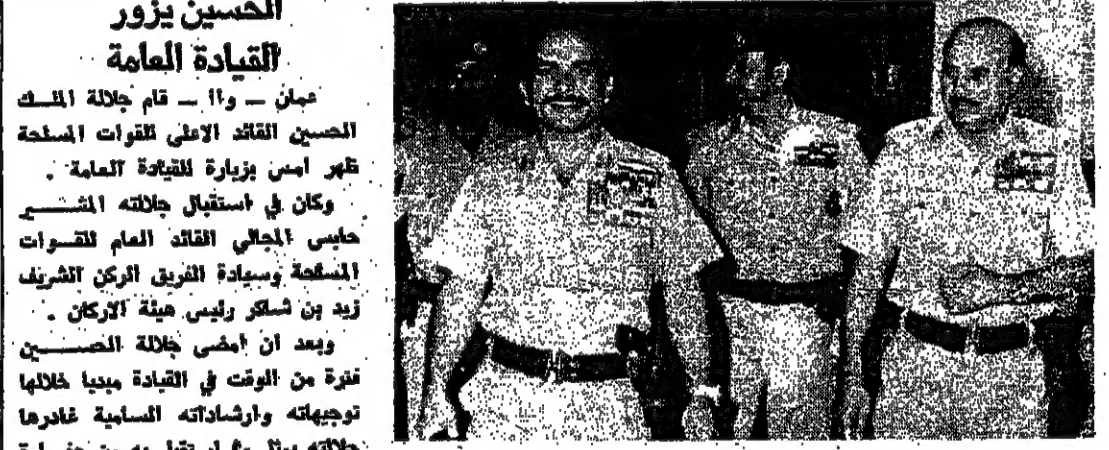 الحسين يزور
القيادة العامة
عمان — واا — قام جلالة الملك
الحسين القائد الاعلى للقوات المسلحة
ظهر امس بزيارة للقيادة العامة .
وكان في استقبال جلالته المشير
حابس المجالي القائد العام للقوات
المسلحة وسيادة الفريق الركن الشريف
زيد بن شاكر رئيس هيئة الاركان .
وبعد ان امضى جلالة الحسين
فترة من الوقت في القيادة مبديا خلالها
توجيهاته وارشاداته السامية غادرها
جلالته